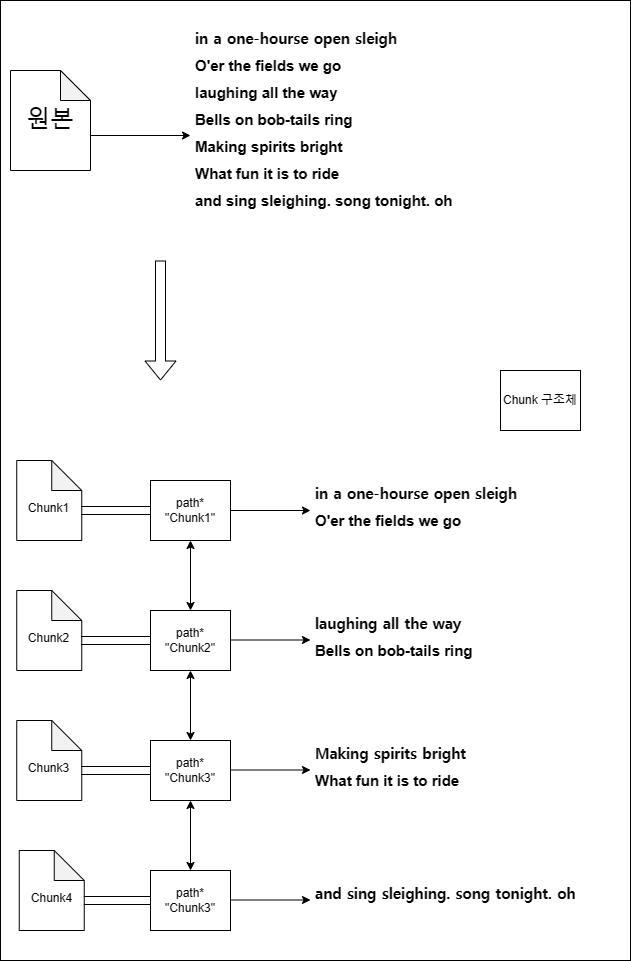 원본
in a one-hourse open sleigh
O'er the fields we go
laughing all the way
Bells on bob-tails ring
Making spirits bright
What fun it is to ride
and sing sleighing. song tonight. oh
Chunk 구조체
Chunk1
path*
"Chunk1"
in a one-hourse open sleigh
O'er the fields we go
Chunk2
path*
"Chunk2"
laughing all the way
Bells on bob-tails ring
Chunk3
path*
"Chunk3"
Making spirits bright
What fun it is to ride
Chunk4
path*
"Chunk3"
and sing sleighing. song tonight. oh